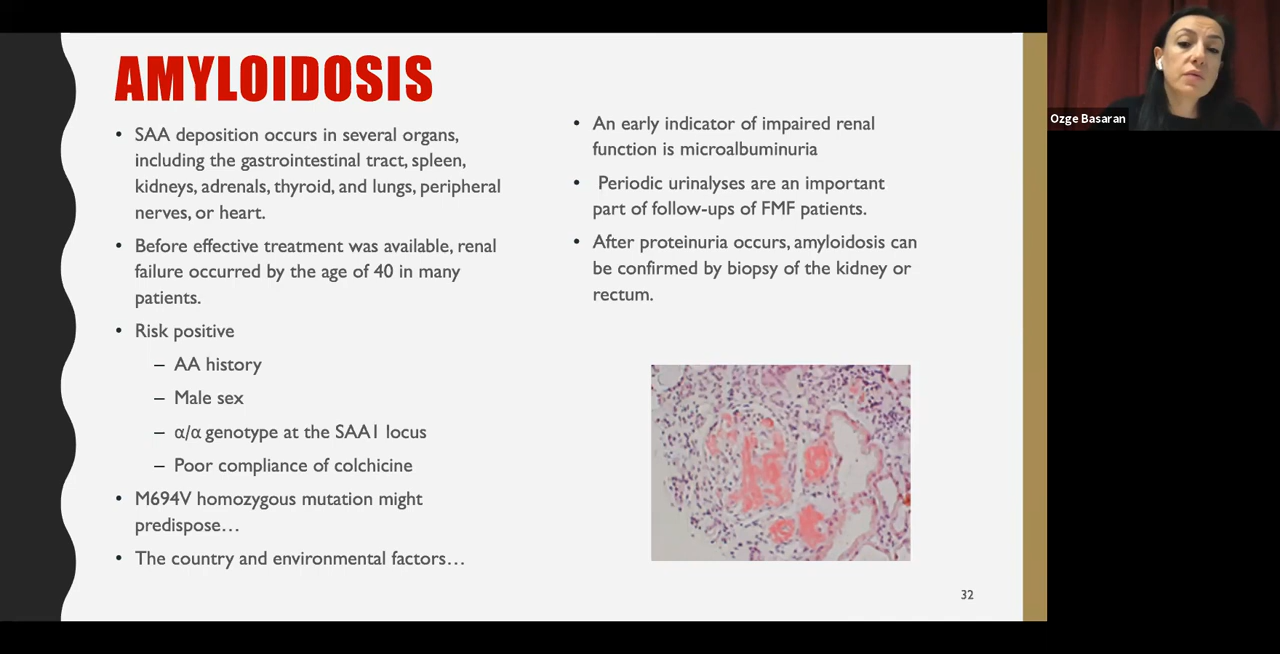 AMYLOIDOSIS
• SAA deposition occurs in several organs,
including the gastrointestinal tract, spleen,
kidneys, adrenals, thyroid, and lungs, peripheral
nerves, or heart.
• Before effective treatment was available, renal
failure occurred by the age of 40 in many
patients.
• Risk positive
– AA history
– Male sex
– α/α genotype at the SAA1 locus
– Poor compliance of colchicine
• M694V homozygous mutation might
predispose…
• The country and environmental factors…
• An early indicator of impaired renal
function is microalbuminuria
• Periodic urinalyses are an important
part of follow-ups of FMF patients.
• After proteinuria occurs, amyloidosis can
be confirmed by biopsy of the kidney or
rectum.
32
Ozge Basaran